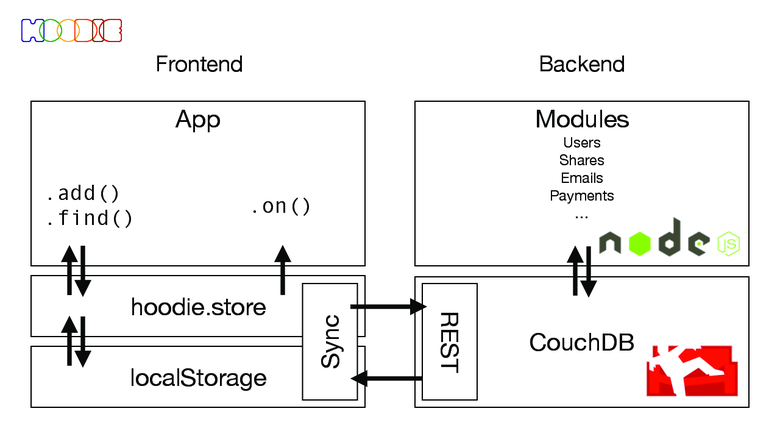 HOODIE
Frontend
Backend
App
.add()
.find()
.on()
hoodie.store
localStorage
Sync
Modules
Users
Shares
Emails
Payments
...
node
JS
REST
CouchDB